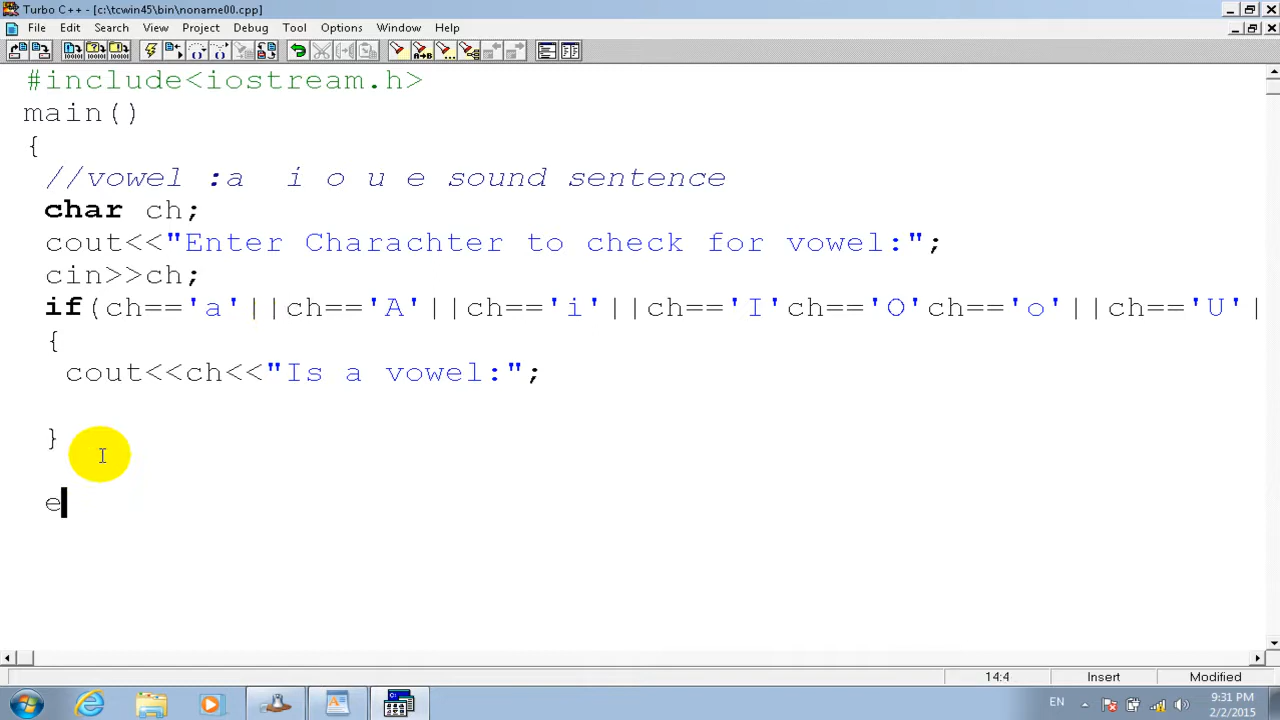 Turbo C++ - [c:\tcwin45\bin\noname00.cpp]
File Edit Search View Project Debug Tool Options Window Help
#include<iostream.h>
main()
{
//vowel :a  i o u e sound sentence
char ch;
cout<<"Enter Charachter to check for vowel:";
cin>>ch;
if(ch=='a'||ch=='A'||ch=='i'||ch=='I'ch=='O'ch=='o'||ch=='U'|
{
cout<<ch<<"Is a vowel:";
}
e
14:4 Insert Modified
EN 9:31 PM
2/2/2015